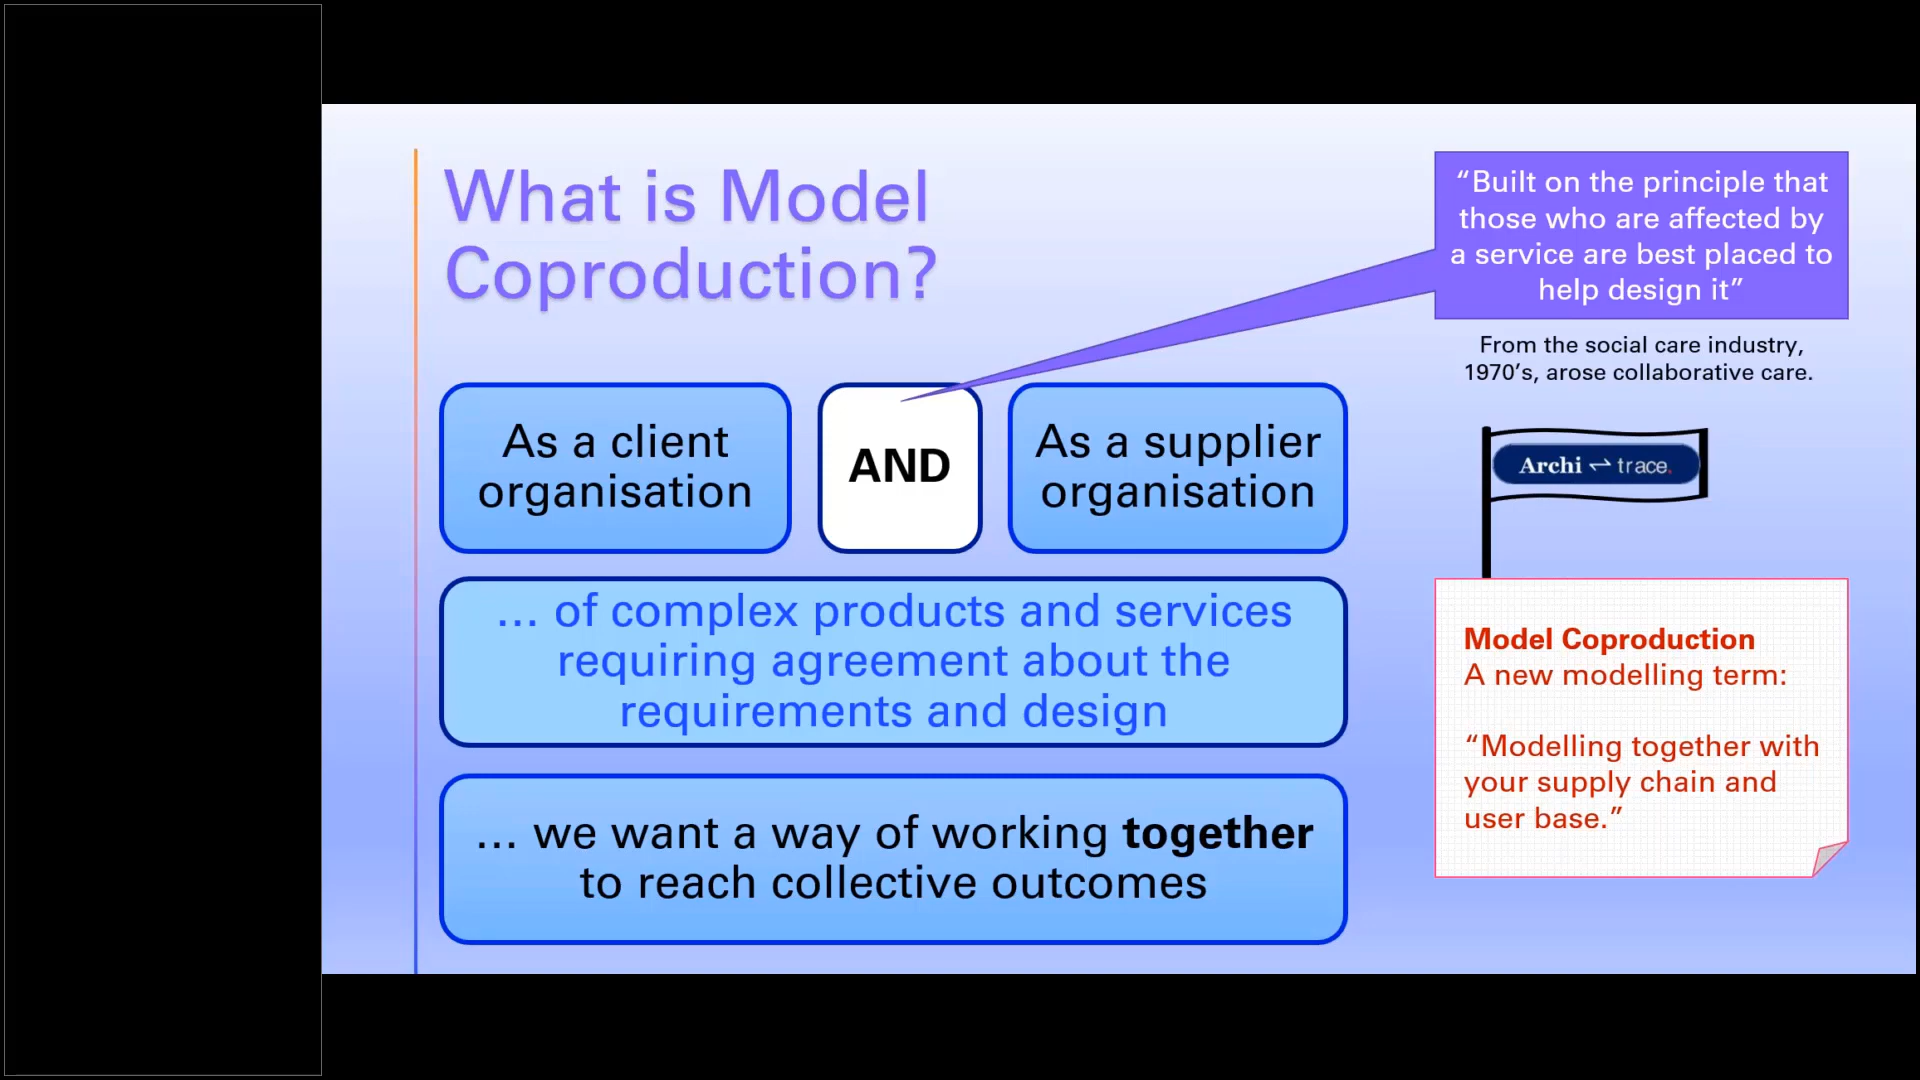 What is Model
Coproduction?
“Built on the principle that
those who are affected by
a service are best placed to
help design it”
From the social care industry,
1970’s, arose collaborative care.
As a client
organisation
AND
As a supplier
organisation
Archi ⇌ trace.
... of complex products and services
requiring agreement about the
requirements and design
... we want a way of working together
to reach collective outcomes
Model Coproduction
A new modelling term:
“Modelling together with
your supply chain and
user base.”